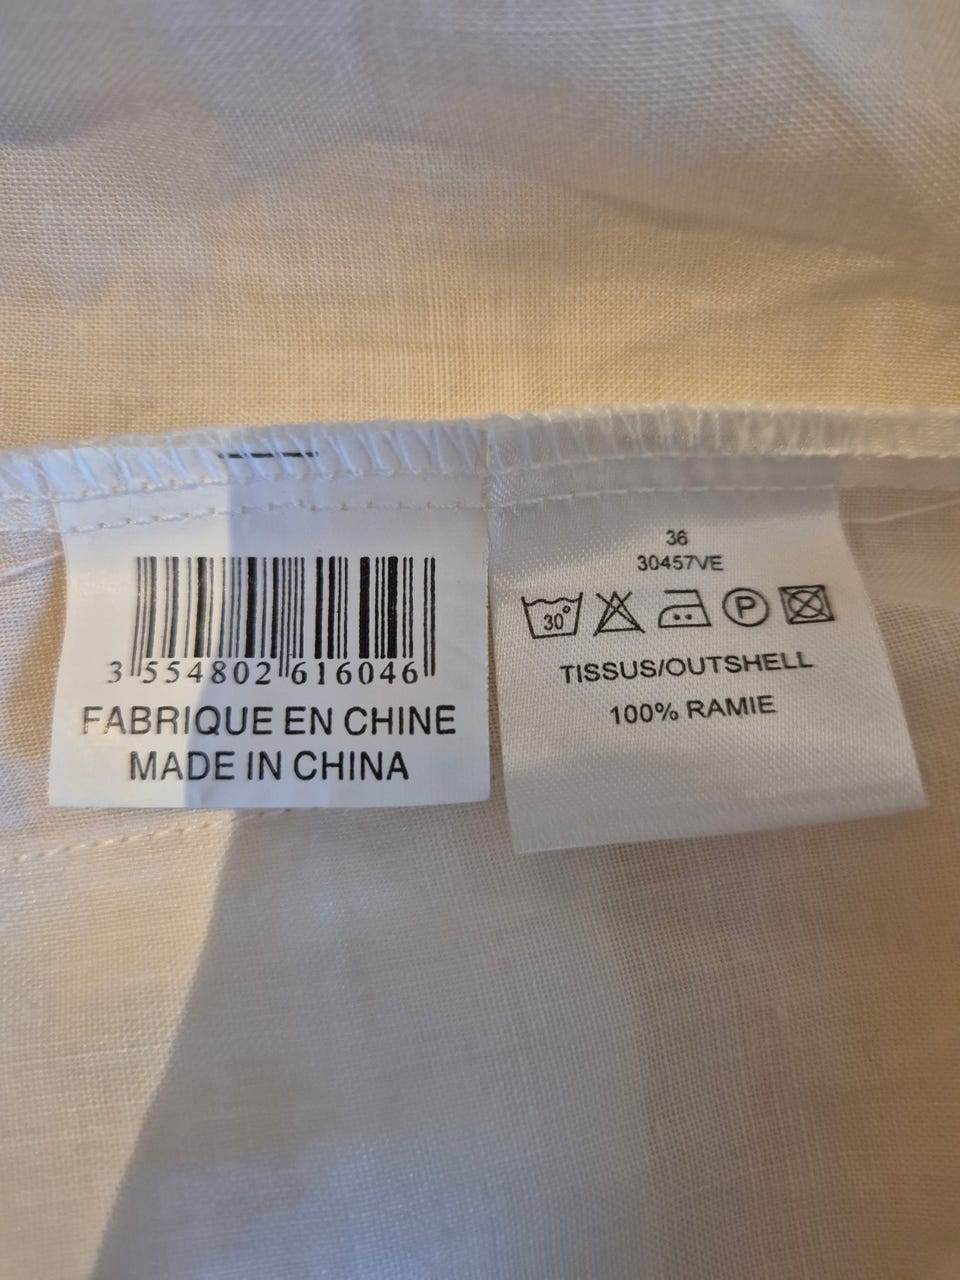 3 554802 616046
FABRIQUE EN CHINE
MADE IN CHINA
36
30457VE
30°
P
TISSUS/OUTSHELL
100% RAMIE